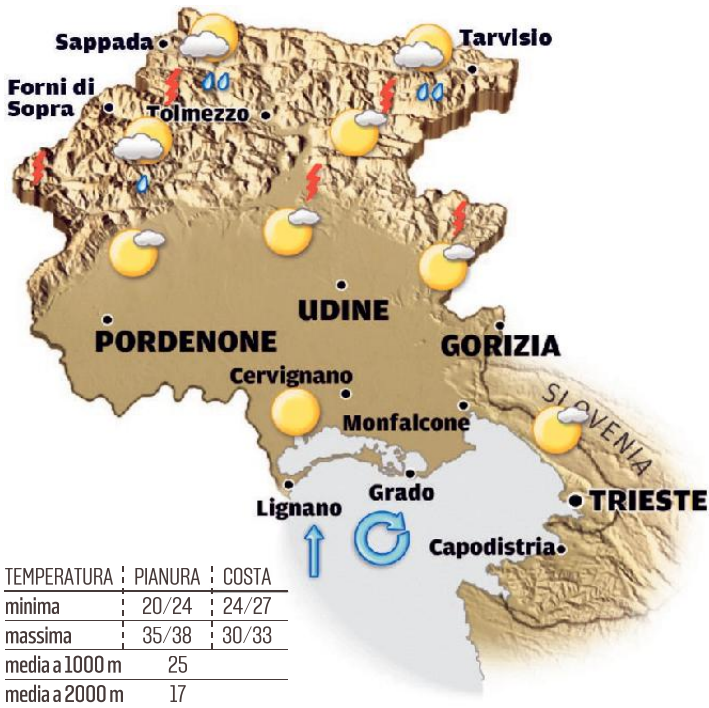 Sappada
Tarvisio
Forni di
Sopra
Tolmezzo
UDINE
PORDENONE
GORIZIA
Cervignano
SLOVENIA
Monfalcone
Lignano
Grado
TRIESTE
Capodistria
TEMPERATURA PIANURA COSTA
minima 20/24 24/27
massima 35/38 30/33
media a 1000 m 25
media a 2000 m 17